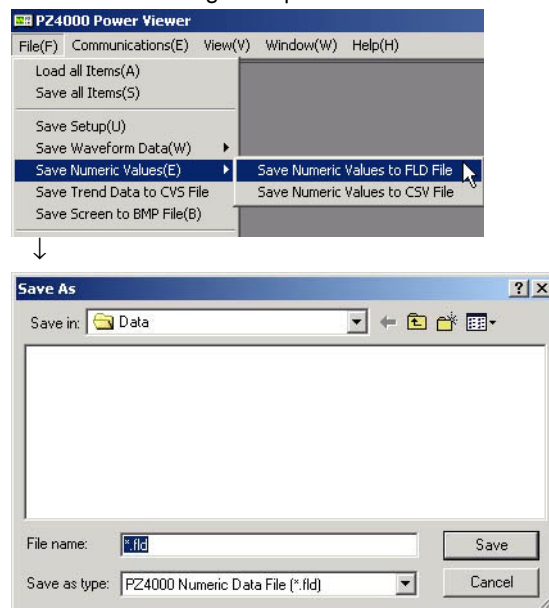 PZ4000 Power Viewer
File(F) Communications(E) View(V) Window(W) Help(H)
Load all Items(A)
Save all Items(S)
Save Setup(U)
Save Waveform Data(W)
Save Numeric Values(E)
Save Numeric Values to FLD File
Save Trend Data to CVS File
Save Numeric Values to CSV File
Save Screen to BMP File(B)
↓
Save As
Save in: Data
File name: *.fld
Save
Save as type: PZ4000 Numeric Data File (*.fld)
Cancel